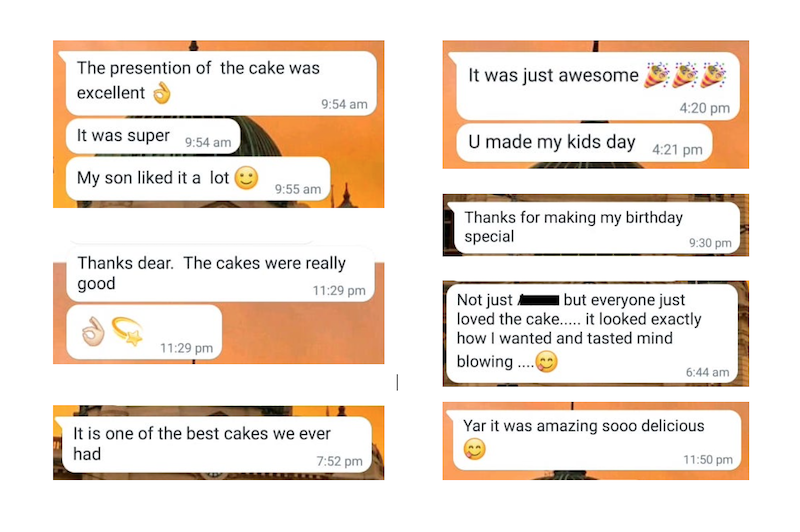 The presention of the cake was
excellent 👌
9:54 am
It was super 9:54 am
My son liked it a lot 🙂 9:55 am
Thanks dear. The cakes were really
good
11:29 pm
👌🏻 💫
11:29 pm
It is one of the best cakes we ever
had
7:52 pm
It was just awesome 🎉🎉🎉
4:20 pm
U made my kids day 4:21 pm
Thanks for making my birthday
special
9:30 pm
Not just but everyone just
loved the cake..... it looked exactly
how I wanted and tasted mind
blowing ....😋
6:44 am
Yar it was amazing sooo delicious
😋
11:50 pm